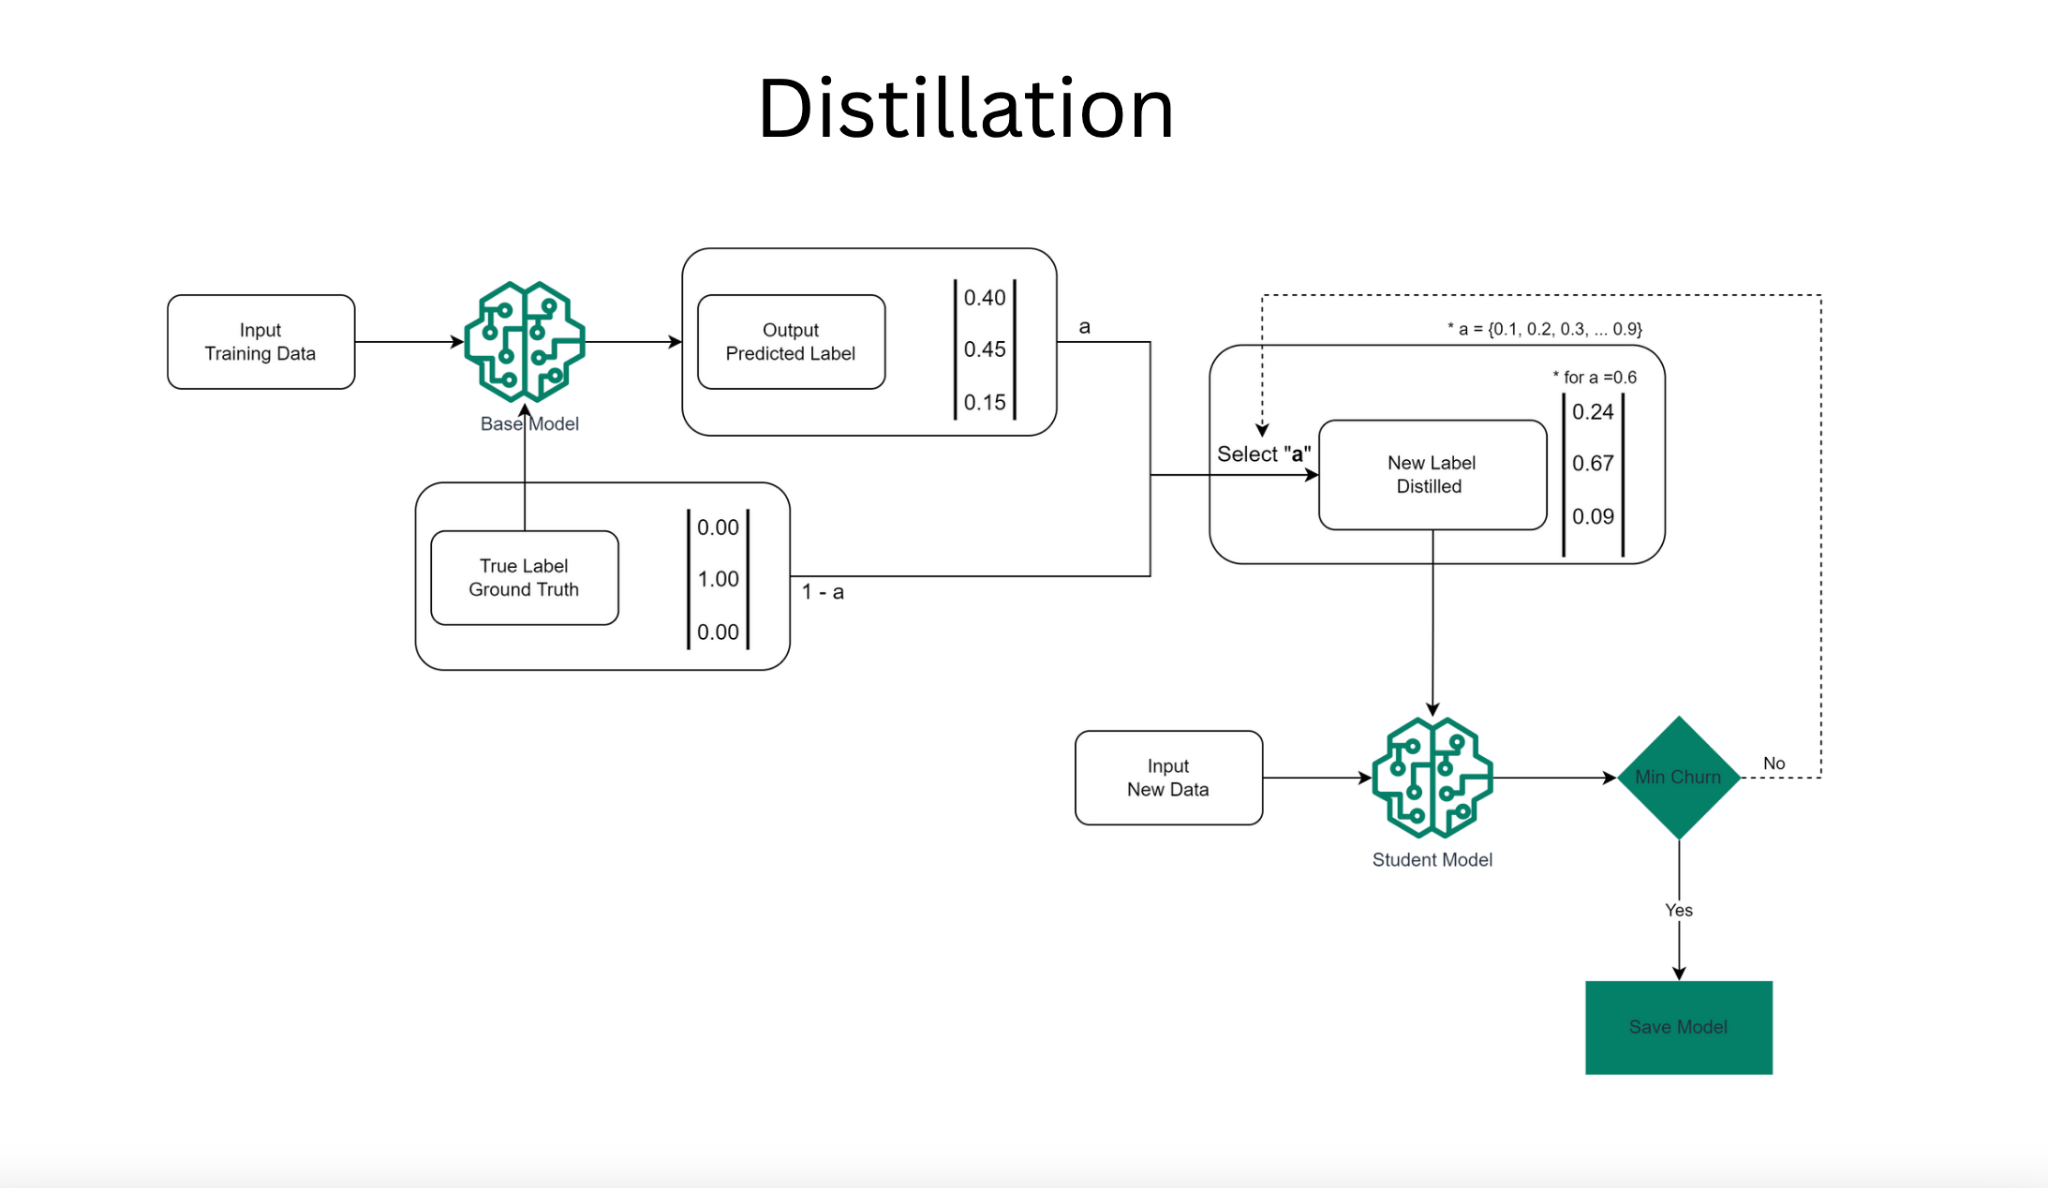 Distillation
Input
Training Data
Base Model
Output
Predicted Label
0.40
0.45
0.15
a
True Label
Ground Truth
0.00
1.00
0.00
1 - a
* a = {0.1, 0.2, 0.3, ... 0.9}
* for a =0.6
Select "a"
New Label
Distilled
0.24
0.67
0.09
Input
New Data
Student Model
Min Churn
No
Yes
Save Model